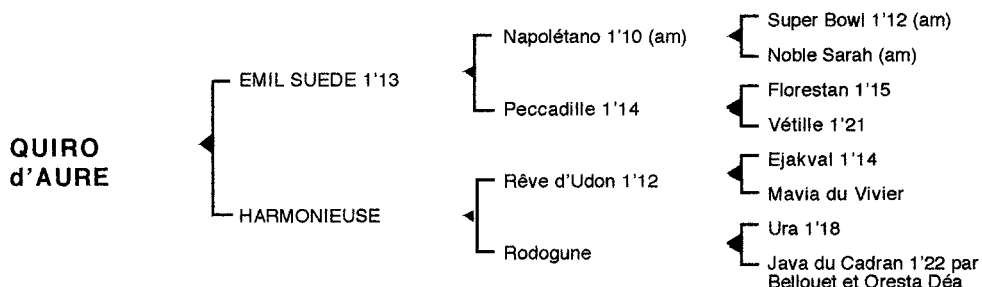 QUIRO
d'AURE
EMIL SUEDE 1'13
HARMONIEUSE
Napolétano 1'10 (am)
Peccadille 1'14
Rêve d'Udon 1'12
Rodogune
Super Bowl 1'12 (am)
Noble Sarah (am)
Florestan 1'15
Vétille 1'21
Ejakval 1'14
Mavia du Vivier
Ura 1'18
Java du Cadran 1'22 par
Bellouet et Oresta Déa